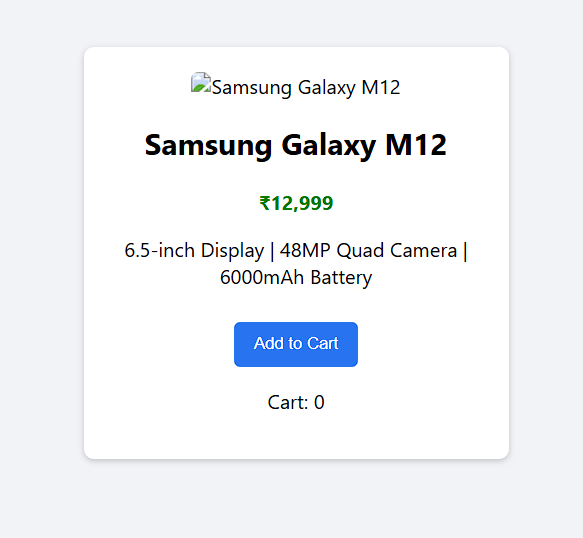 Samsung Galaxy M12
Samsung Galaxy M12
₹12,999
6.5-inch Display | 48MP Quad Camera |
6000mAh Battery
Add to Cart
Cart: 0